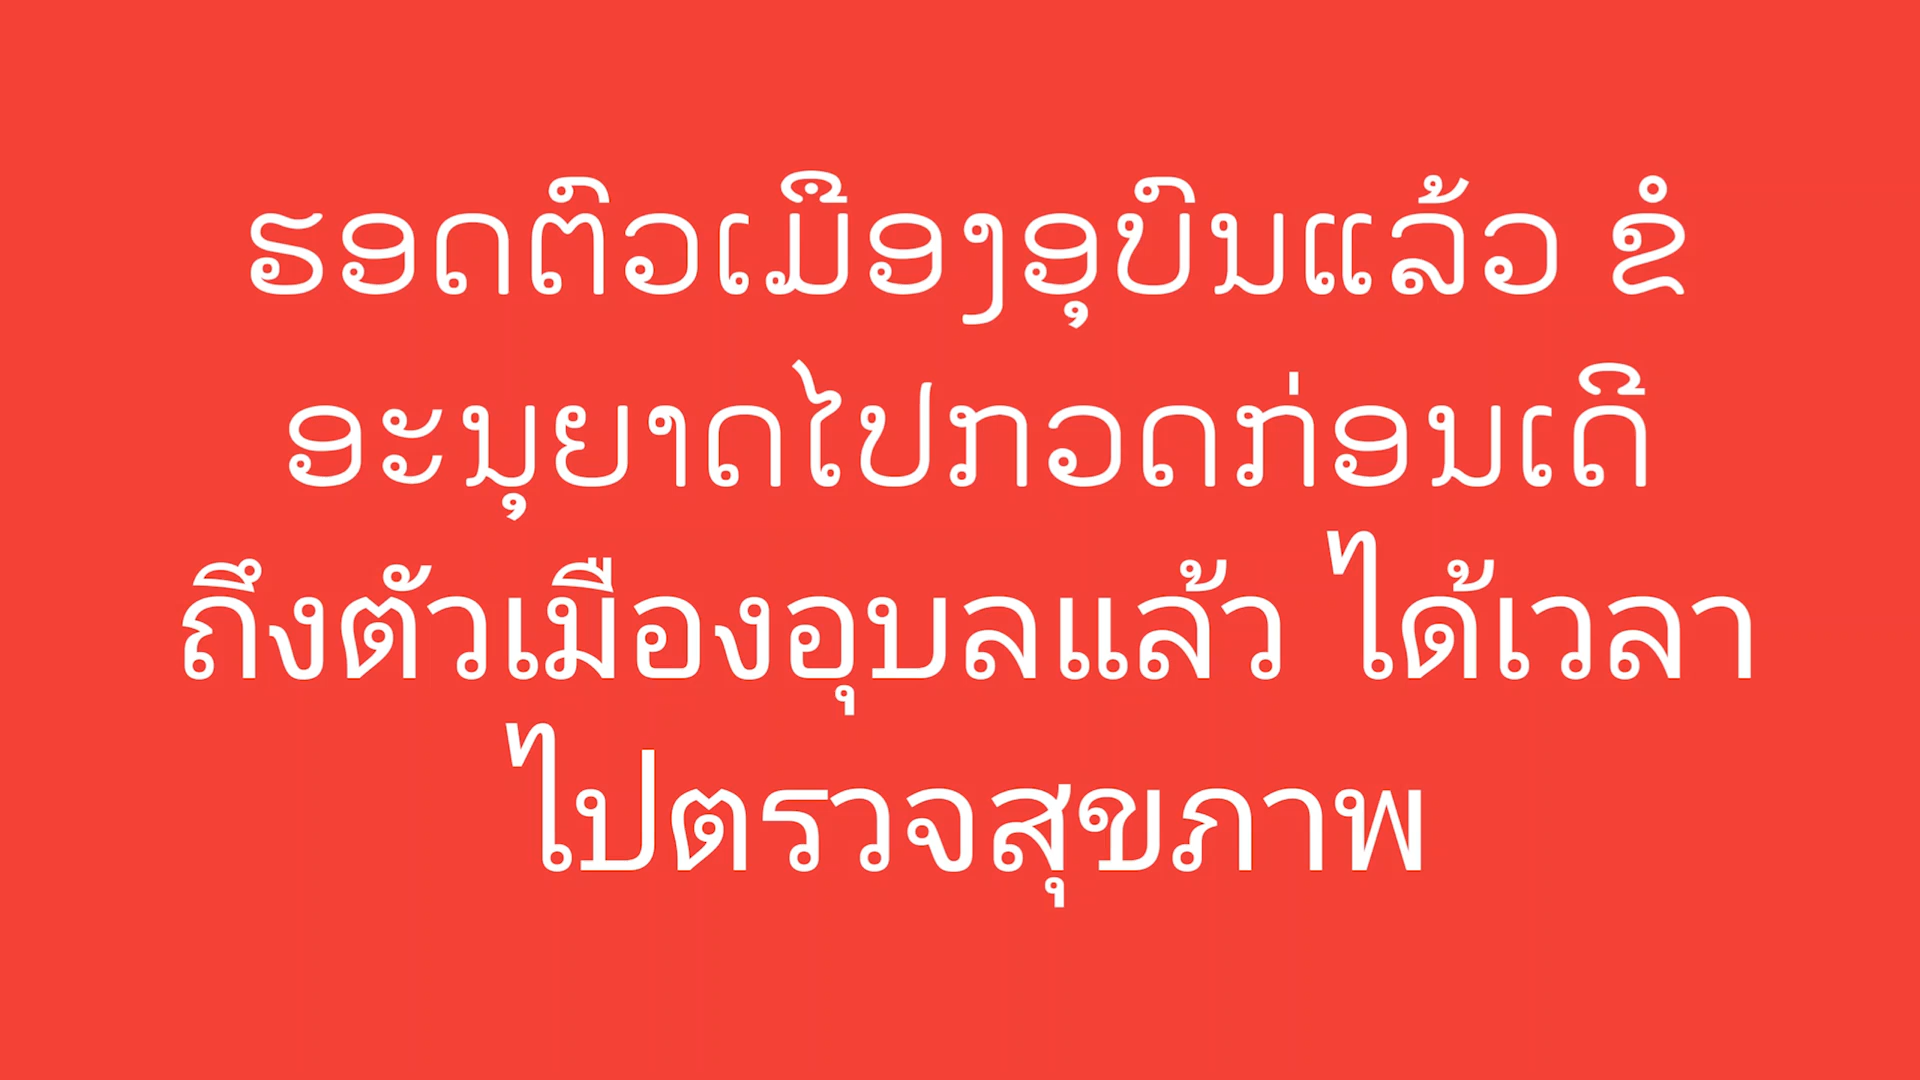 ຮອດຕົວເມືອງອຸບົນແລ້ວ ຂໍ
ອະນຸຍາດໄປກວດກ່ອນເດີ
ถึงตัวเมืองอุบลแล้ว ได้เวลา
ไปตรวจสุขภาพ